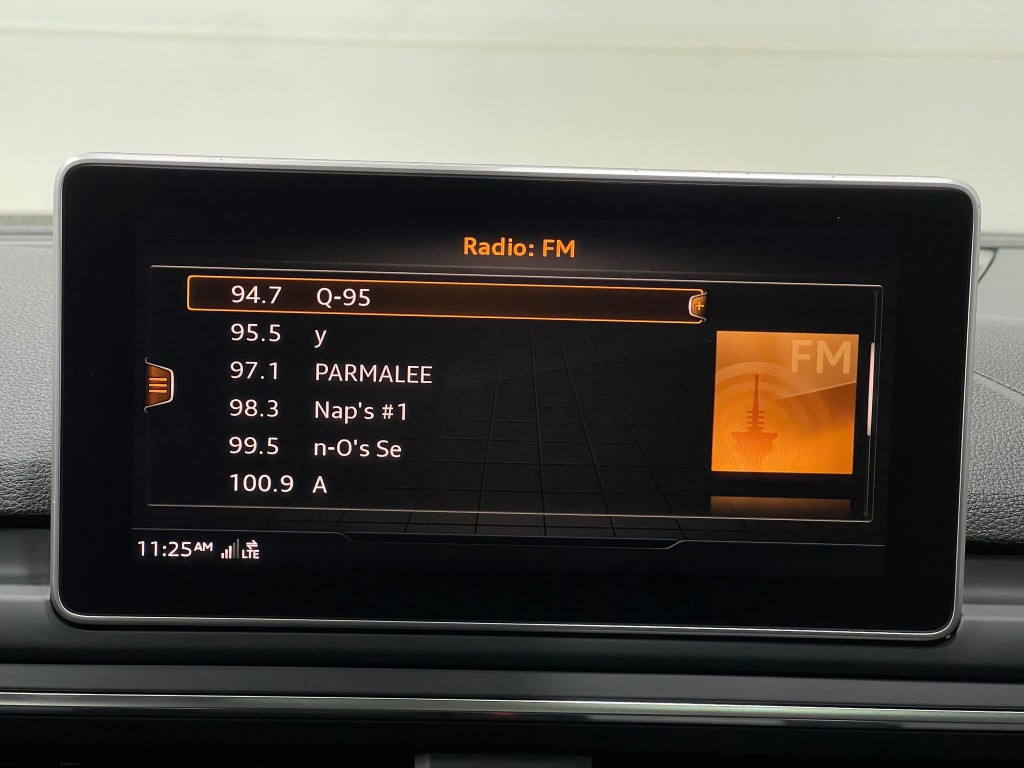 Radio: FM
94.7 Q-95
95.5 y
97.1 PARMALEE
98.3 Nap's #1
99.5 n-O's Se
100.9 A
FM
11:25AM LTE